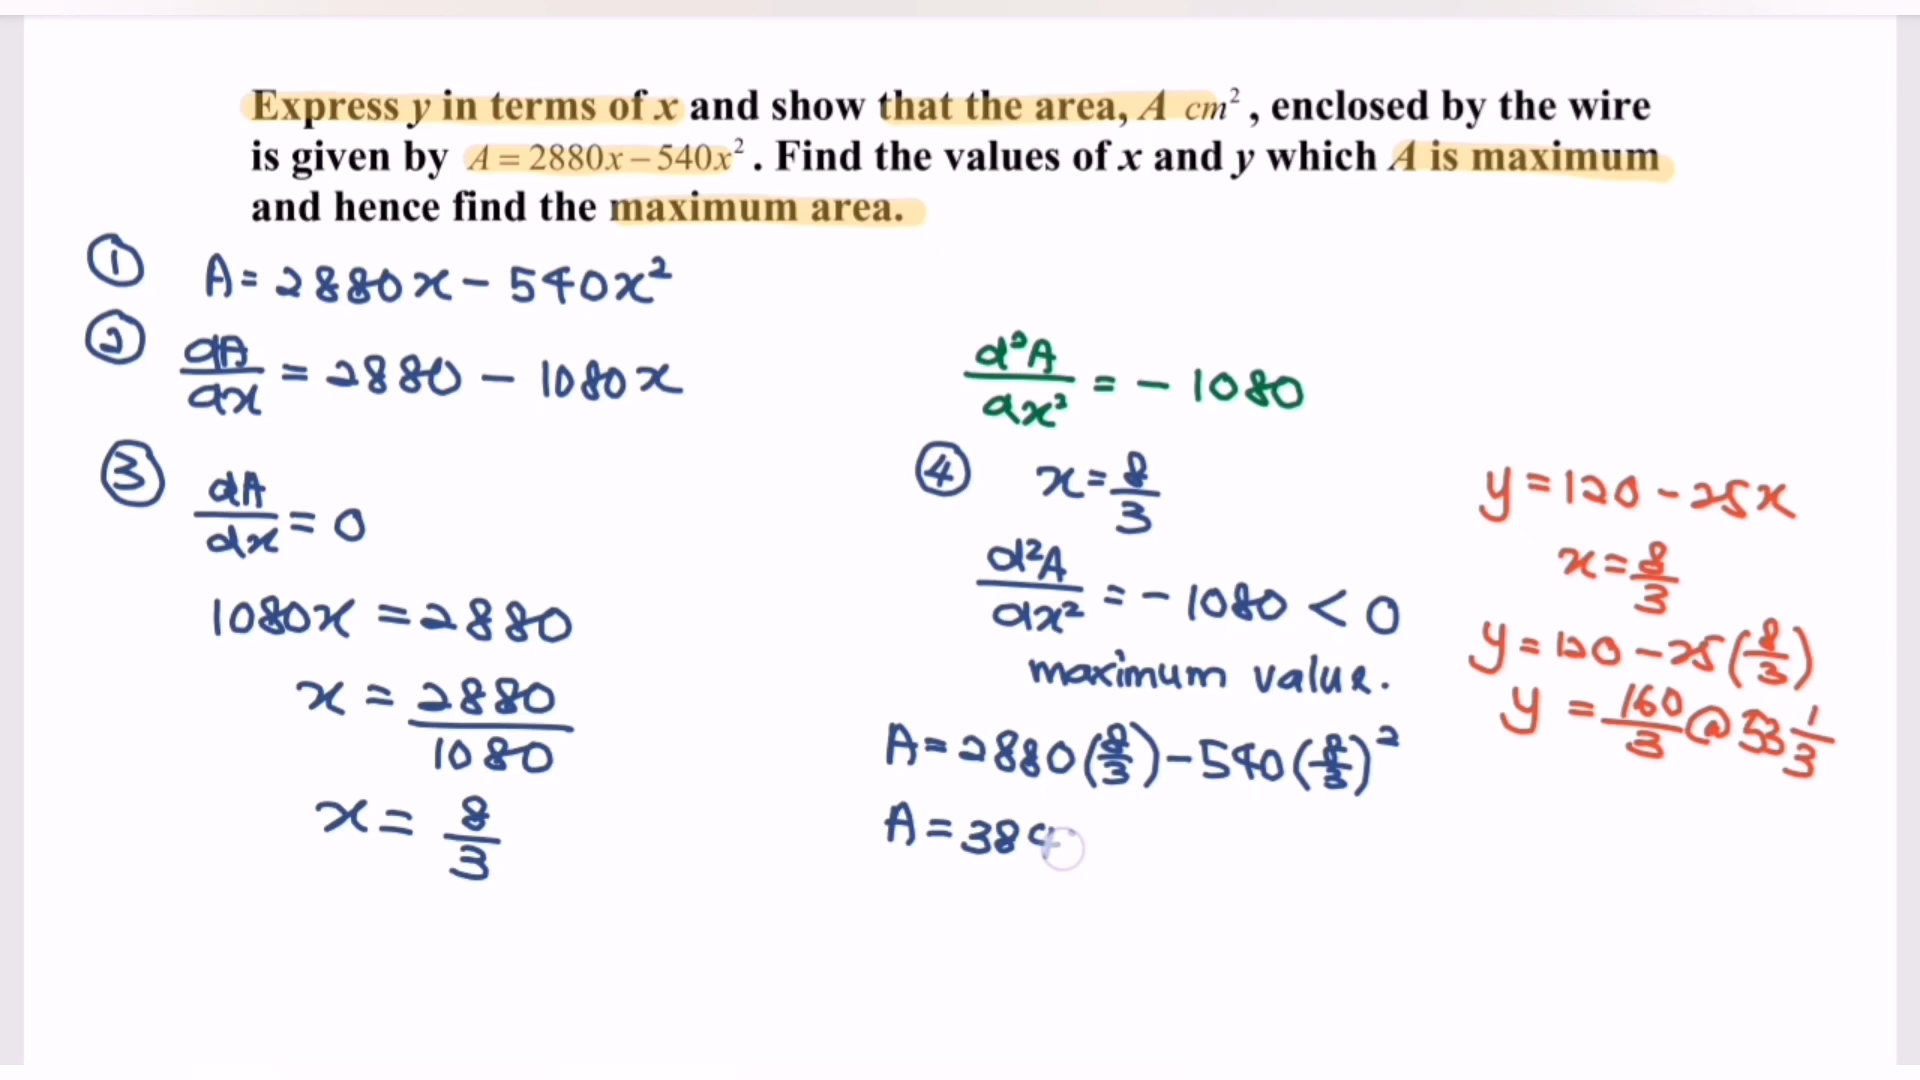 Express y in terms of x and show that the area, A cm², enclosed by the wire
is given by A = 2880x – 540x². Find the values of x and y which A is maximum
and hence find the maximum area.
① A = 2880x – 540x²
② dA/dx = 2880 – 1080x
③ dA/dx = 0
1080x = 2880
x = 2880/1080
x = 8/3
d²A/dx² = – 1080
④ x = 8/3
d²A/dx² = – 1080 < 0
maximum value.
A = 2880(8/3) – 540(8/3)²
A = 384
y = 120 – 25x
x = 8/3
y = 120 – 25(8/3)
y = 160/3 @ 53 1/3